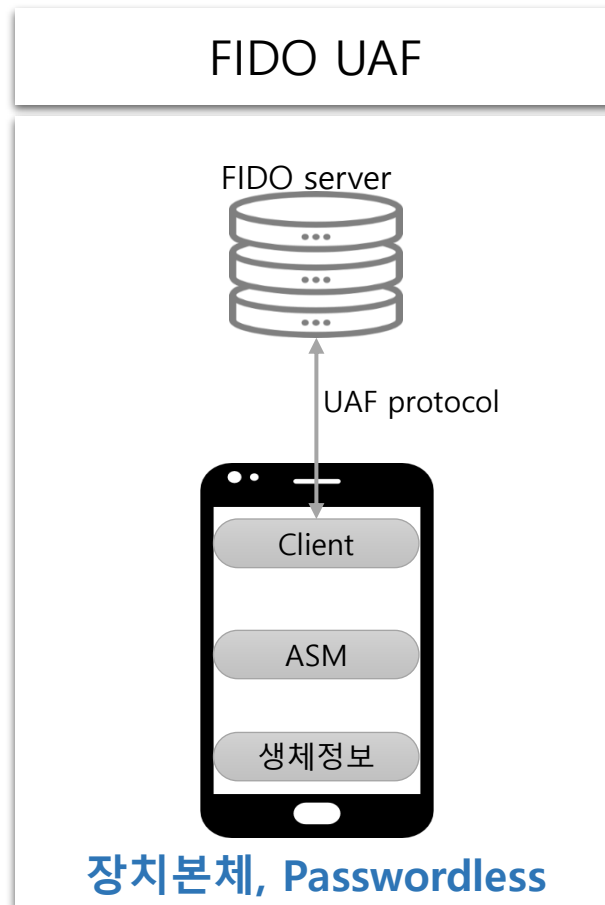 FIDO UAF
FIDO server
UAF protocol
Client
ASM
생체정보
장치본체, Passwordless